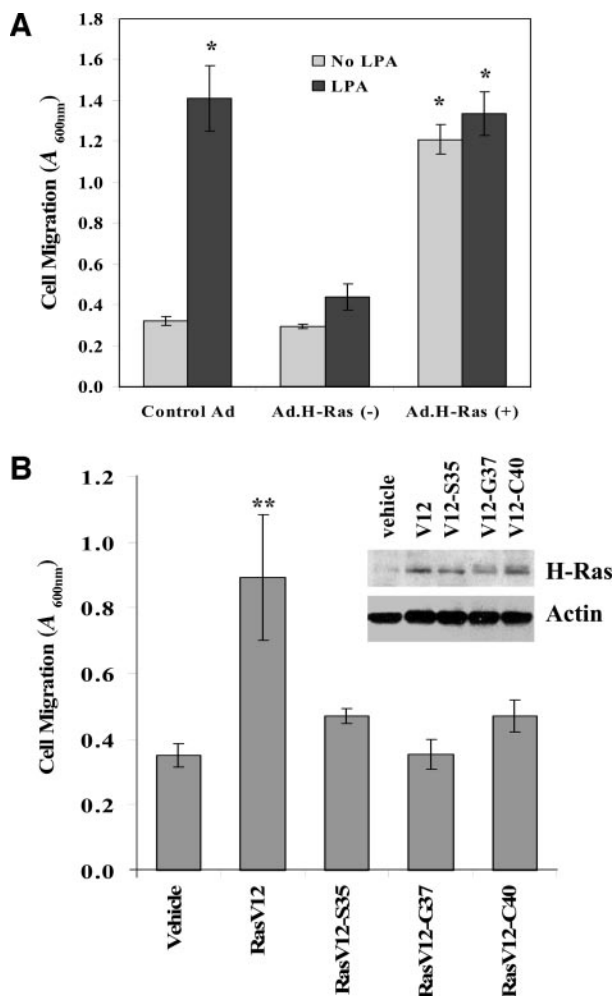 A
1.8
1.6
1.4
1.2
1.0
0.8
0.6
0.4
0.2
0.0
Cell Migration (A 600nm)
No LPA
LPA
*
*
*
Control Ad
Ad.H-Ras (-)
Ad.H-Ras (+)
B
1.2
1.0
0.8
0.6
0.4
0.2
0.0
Cell Migration (A 600nm)
**
vehicle
V12
V12-S35
V12-G37
V12-C40
H-Ras
Actin
Vehicle
RasV12
RasV12-S35
RasV12-G37
RasV12-C40